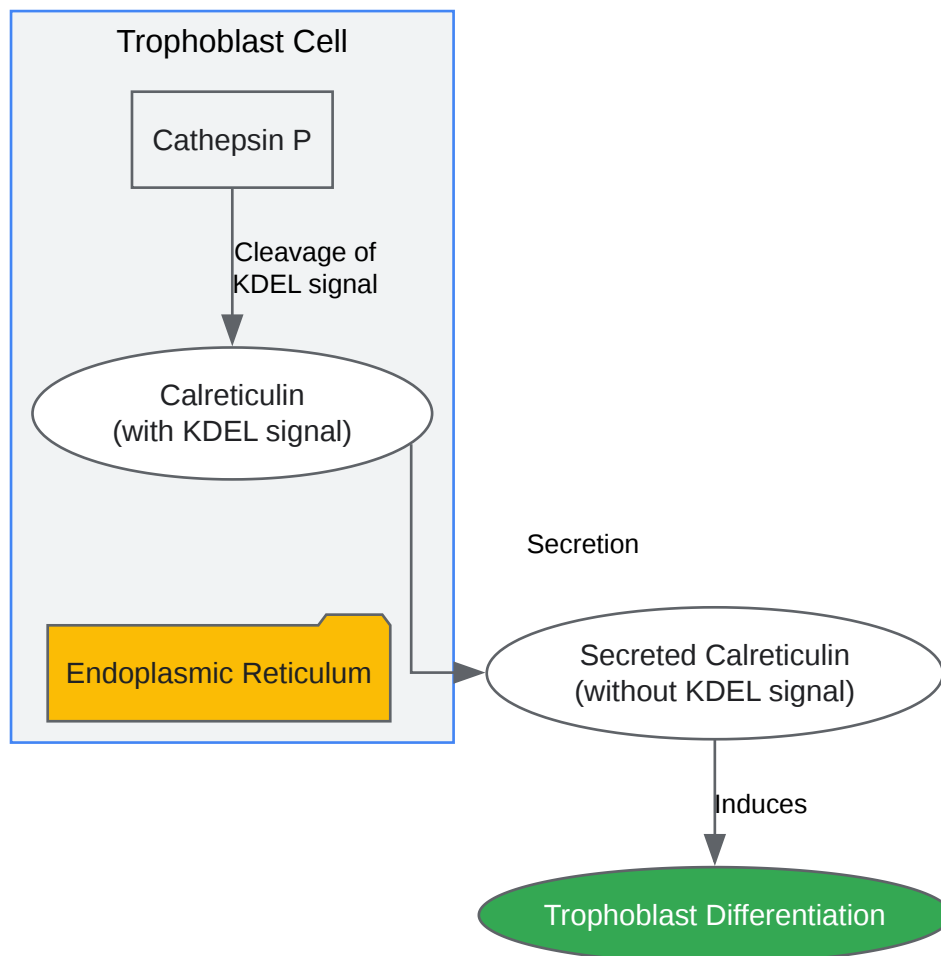 Trophoblast Cell
Cathepsin P
Cleavage of
KDEL signal
Calreticulin
(with KDEL signal)
Secretion
Endoplasmic Reticulum
Secreted Calreticulin
(without KDEL signal)
Induces
Trophoblast Differentiation